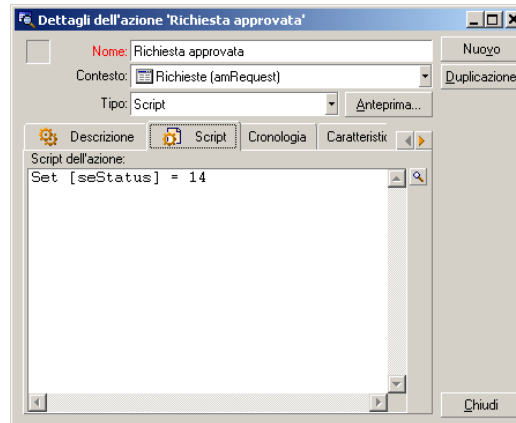 Dettagli dell'azione 'Richiesta approvata'
Nome: Richiesta approvata
Nuovo
Contesto: Richieste (amRequest)
Duplicazione
Tipo: Script
Anteprima...
Descrizione Script Cronologia Caratteristic
Script dell'azione:
Set [seStatus] = 14
Chiudi